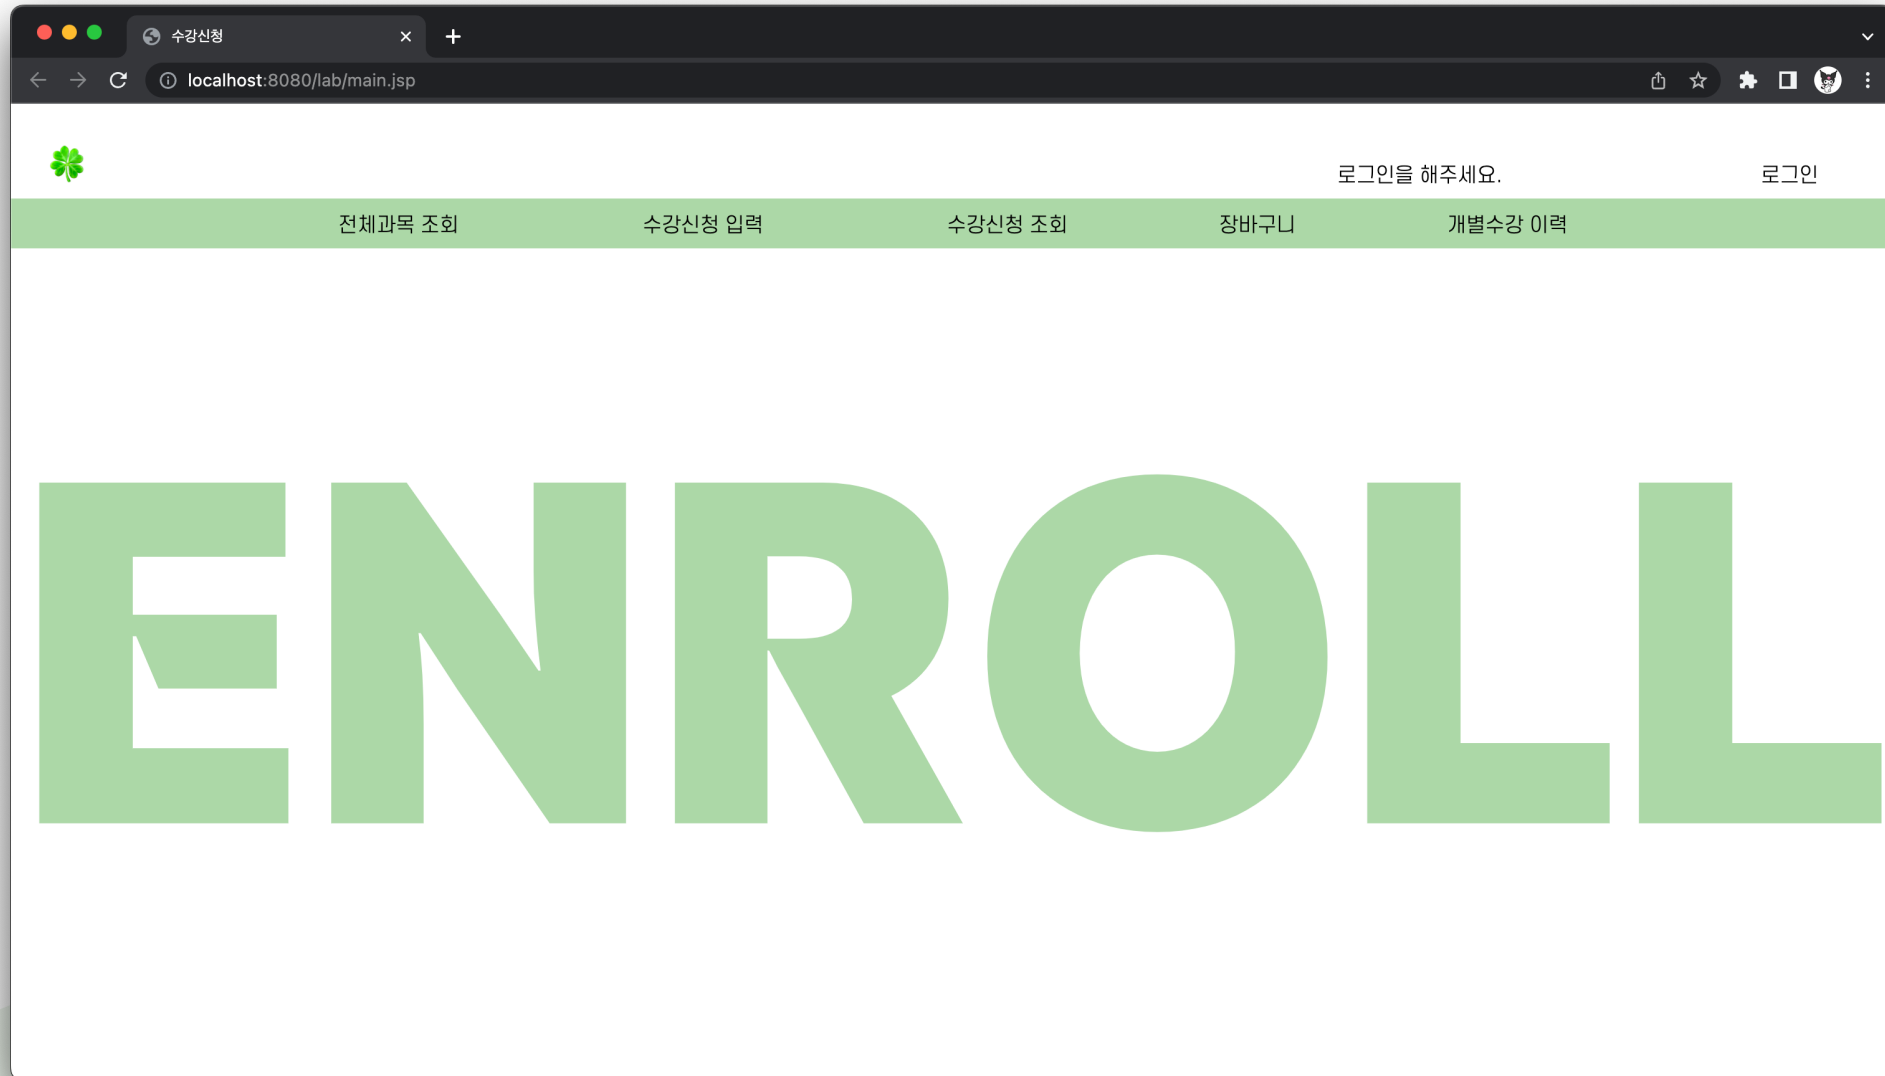 수강신청
localhost:8080/lab/main.jsp
로그인을 해주세요. 로그인
전체과목 조회 수강신청 입력 수강신청 조회 장바구니 개별수강 이력
ENROLL